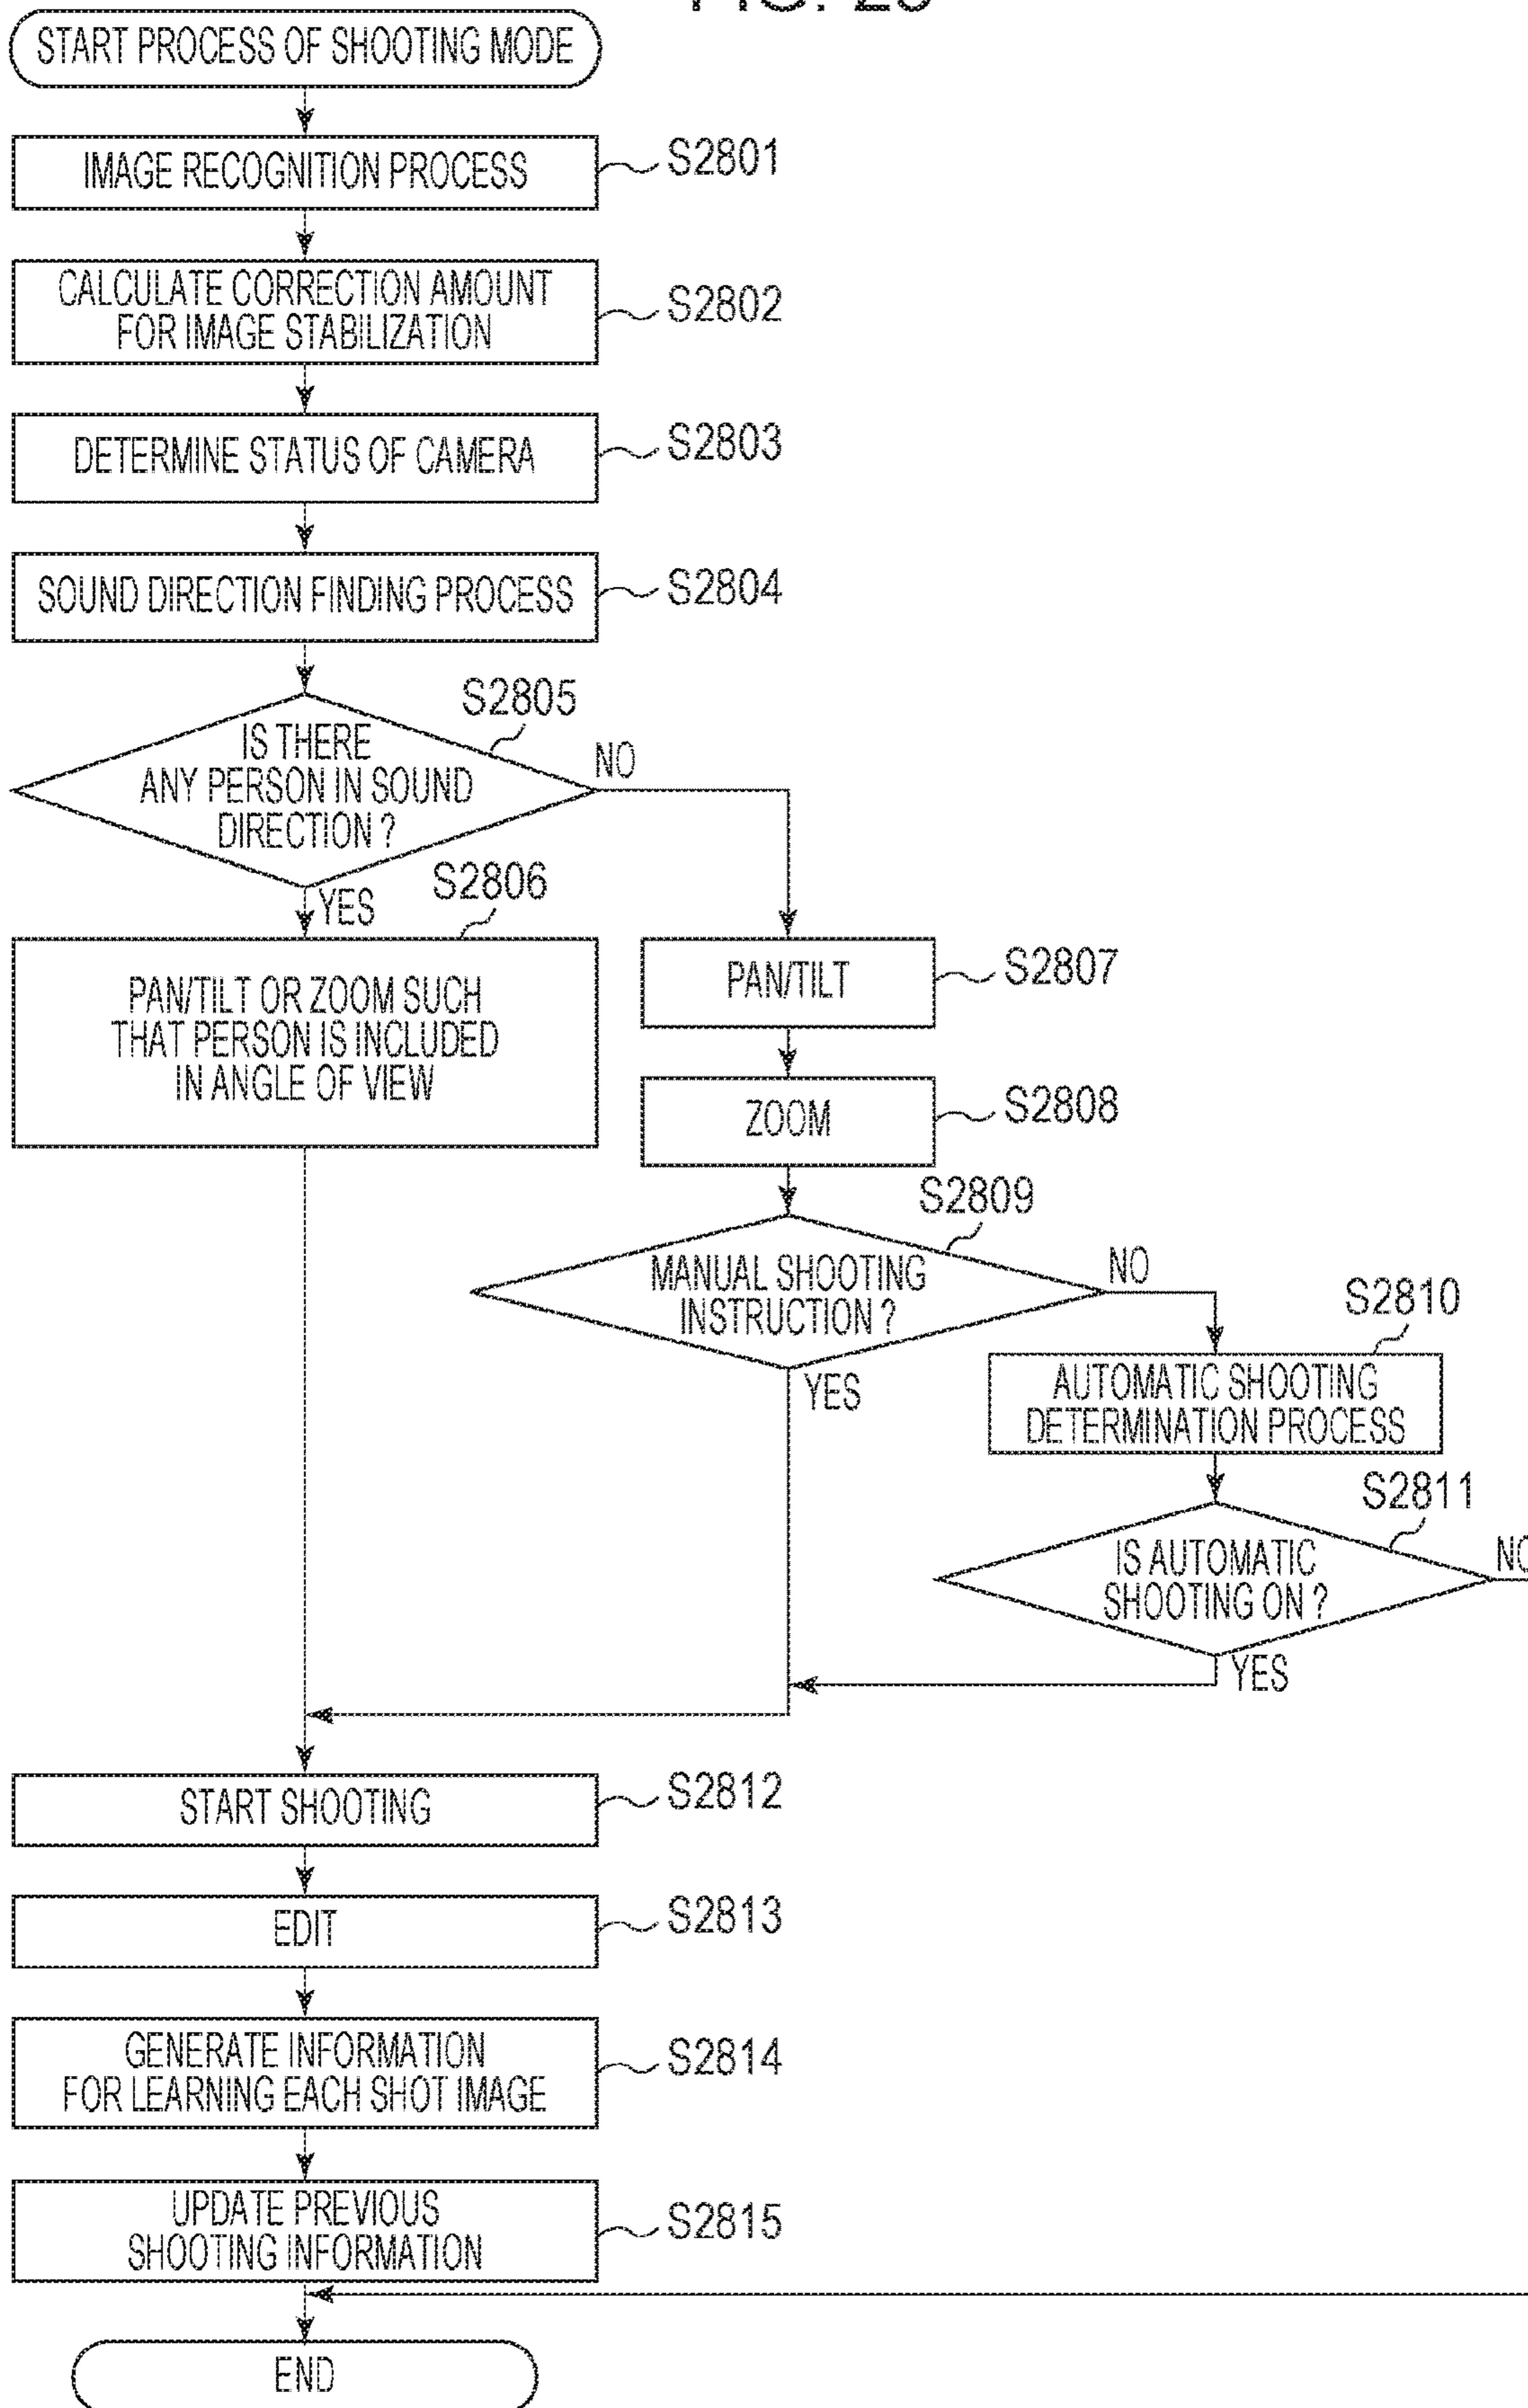 START PROCESS OF SHOOTING MODE
IMAGE RECOGNITION PROCESS
S2801
CALCULATE CORRECTION AMOUNT
FOR IMAGE STABILIZATION
S2802
DETERMINE STATUS OF CAMERA
S2803
SOUND DIRECTION FINDING PROCESS
S2804
S2805
IS THERE
ANY PERSON IN SOUND
DIRECTION ?
NO
YES
S2806
PAN/TILT OR ZOOM SUCH
THAT PERSON IS INCLUDED
IN ANGLE OF VIEW
PAN/TILT
S2807
ZOOM
S2808
S2809
MANUAL SHOOTING
INSTRUCTION ?
NO
YES
S2810
AUTOMATIC SHOOTING
DETERMINATION PROCESS
S2811
IS AUTOMATIC
SHOOTING ON ?
NO
YES
START SHOOTING
S2812
EDIT
S2813
GENERATE INFORMATION
FOR LEARNING EACH SHOT IMAGE
S2814
UPDATE PREVIOUS
SHOOTING INFORMATION
S2815
END